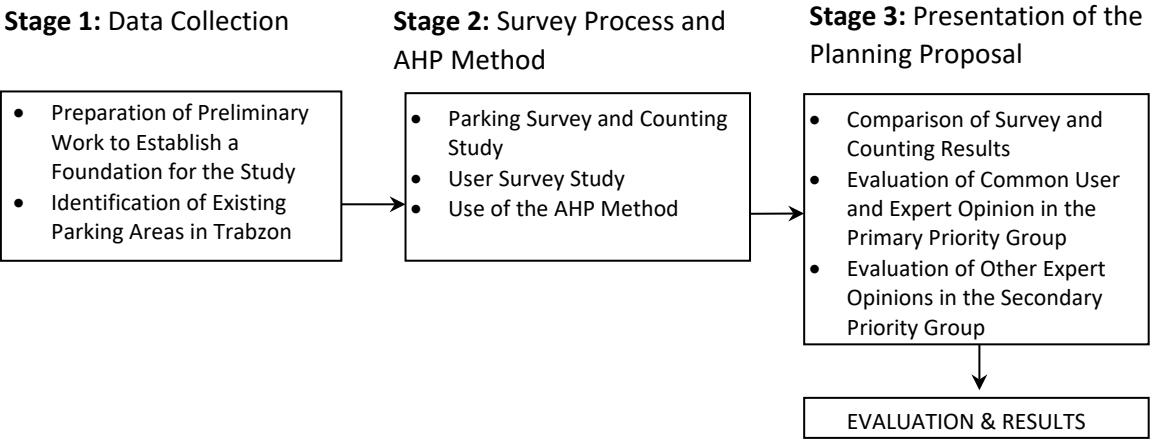 Stage 1: Data Collection
• Preparation of Preliminary
Work to Establish a
Foundation for the Study
• Identification of Existing
Parking Areas in Trabzon
Stage 2: Survey Process and
AHP Method
• Parking Survey and Counting
Study
• User Survey Study
• Use of the AHP Method
Stage 3: Presentation of the
Planning Proposal
• Comparison of Survey and
Counting Results
• Evaluation of Common User
and Expert Opinion in the
Primary Priority Group
• Evaluation of Other Expert
Opinions in the Secondary
Priority Group
EVALUATION & RESULTS